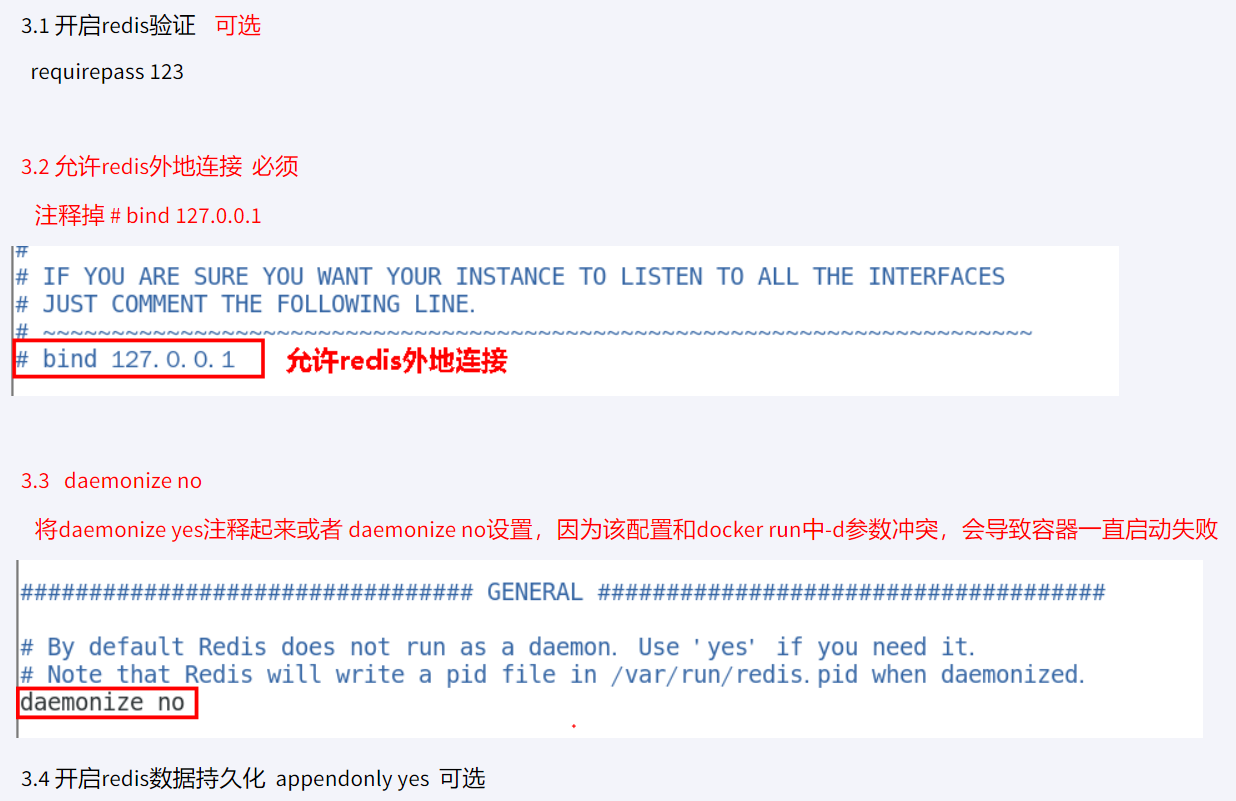 3.1 开启redis验证 可选
requirepass 123
3.2 允许redis外地连接 必须
注释掉 # bind 127.0.0.1
#
# IF YOU ARE SURE YOU WANT YOUR INSTANCE TO LISTEN TO ALL THE INTERFACES
# JUST COMMENT THE FOLLOWING LINE.
# ~~~~~~~~~~~~~~~~~~~~~~~~~~~~~~~~~~~~~~~~~~~~~~~~~~~~~~~~~~~~~~~~~~~~~~~~
# bind 127.0.0.1 允许redis外地连接
3.3 daemonize no
将daemonize yes注释起来或者 daemonize no设置，因为该配置和docker run中-d参数冲突，会导致容器一直启动失败
################################# GENERAL #####################################
# By default Redis does not run as a daemon. Use 'yes' if you need it.
# Note that Redis will write a pid file in /var/run/redis.pid when daemonized.
daemonize no
3.4 开启redis数据持久化 appendonly yes 可选